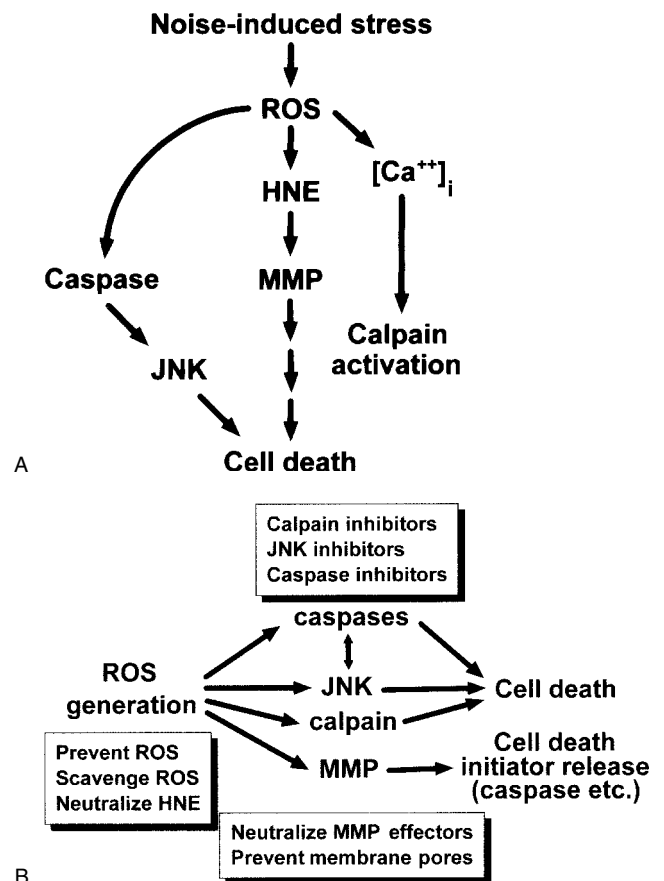 Noise-induced stress
ROS
[Ca⁺⁺]ᵢ
HNE
Caspase
MMP
Calpain
activation
JNK
Cell death
A
Calpain inhibitors
JNK inhibitors
Caspase inhibitors
caspases
ROS
generation
JNK
Cell death
calpain
MMP
Cell death
initiator release
(caspase etc.)
Prevent ROS
Scavenge ROS
Neutralize HNE
Neutralize MMP effectors
Prevent membrane pores
B